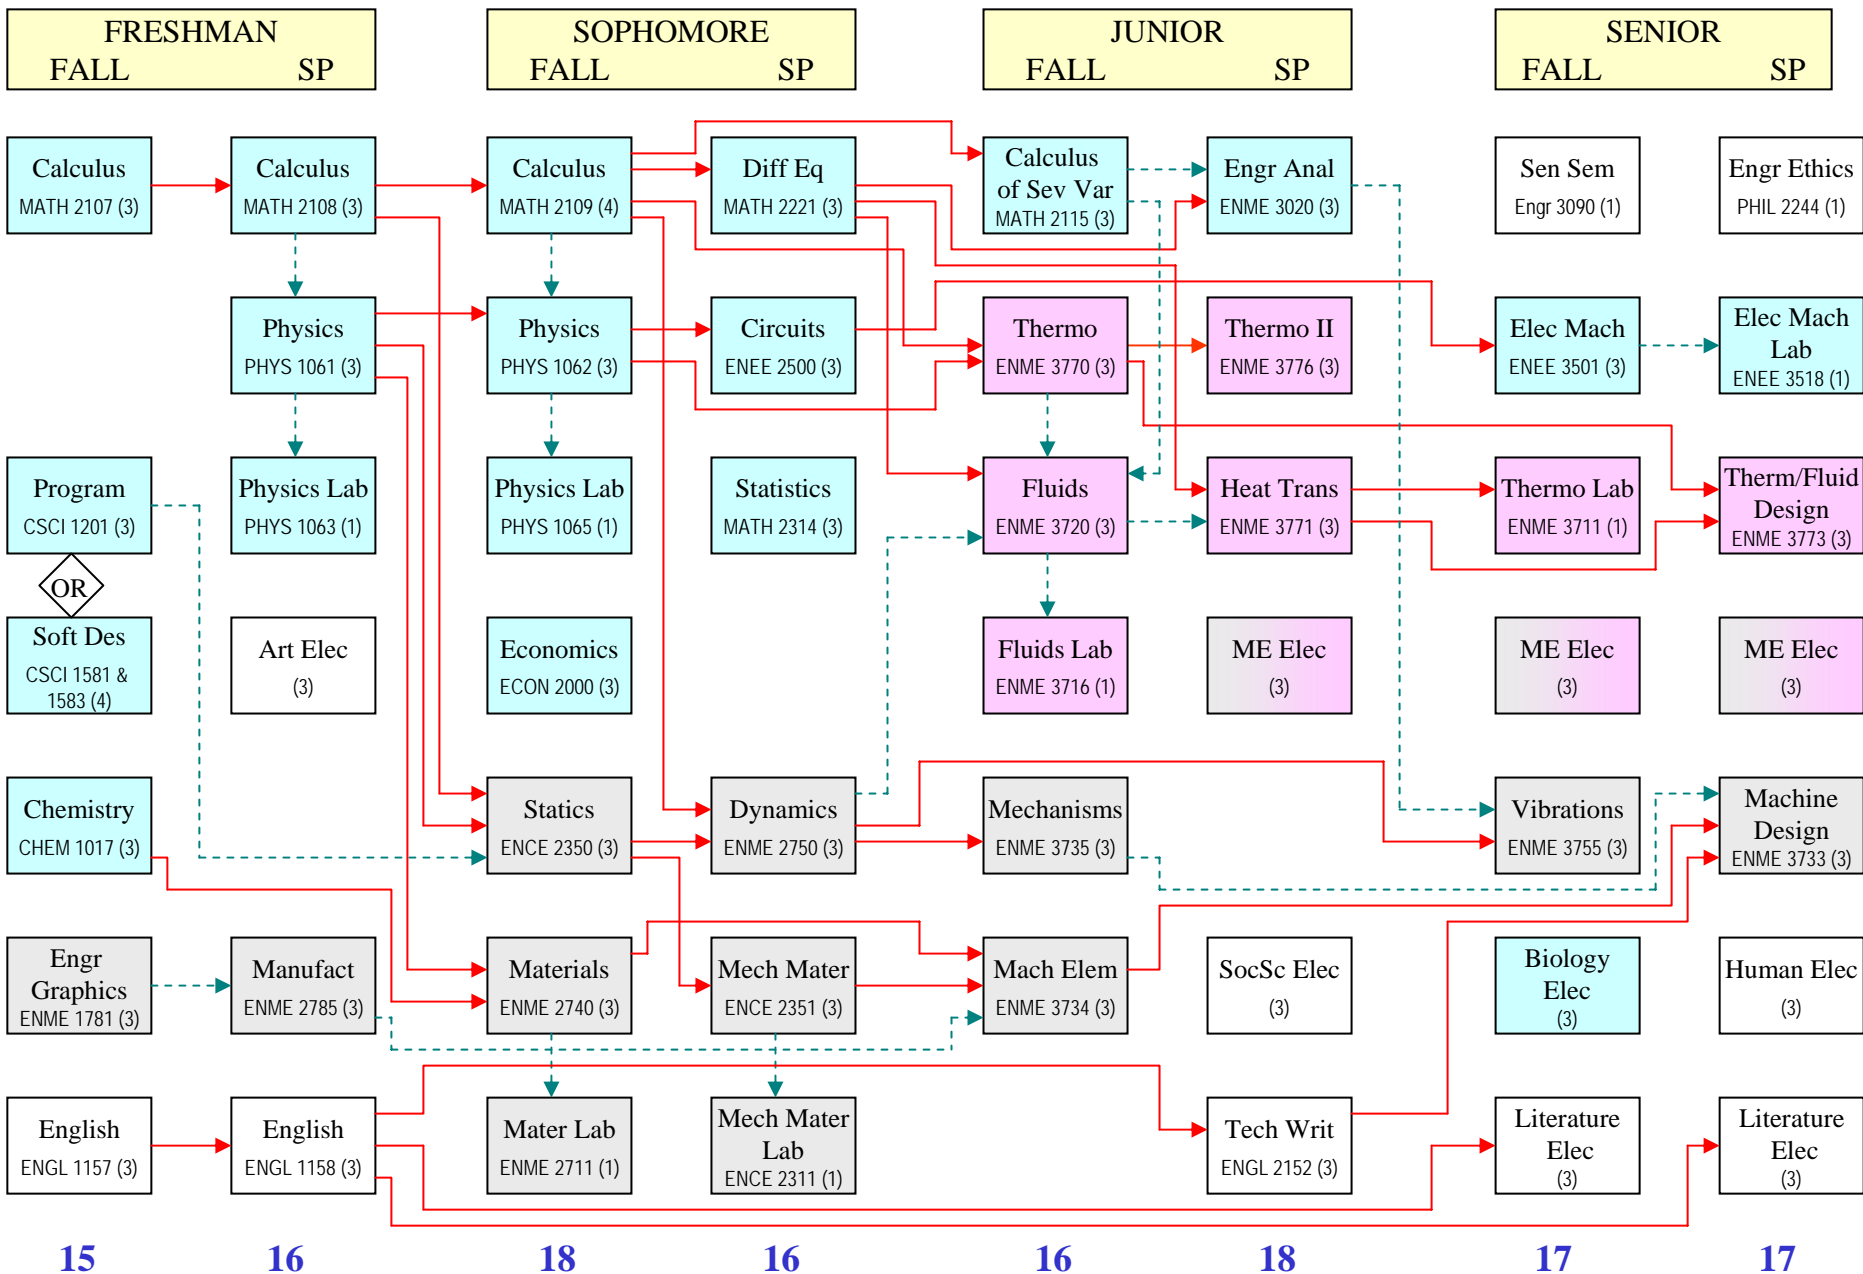 FRESHMAN
FALL SP
SOPHOMORE
FALL SP
JUNIOR
FALL SP
SENIOR
FALL SP
Calculus
MATH 2107 (3)
Calculus
MATH 2108 (3)
Calculus
MATH 2109 (4)
Diff Eq
MATH 2221 (3)
Calculus
of Sev Var
MATH 2115 (3)
Engr Anal
ENME 3020 (3)
Sen Sem
Engr 3090 (1)
Engr Ethics
PHIL 2244 (1)
Physics
PHYS 1061 (3)
Physics
PHYS 1062 (3)
Circuits
ENEE 2500 (3)
Thermo
ENME 3770 (3)
Thermo II
ENME 3776 (3)
Elec Mach
ENEE 3501 (3)
Elec Mach
Lab
ENEE 3518 (1)
Program
CSCI 1201 (3)
Physics Lab
PHYS 1063 (1)
Physics Lab
PHYS 1065 (1)
Statistics
MATH 2314 (3)
Fluids
ENME 3720 (3)
Heat Trans
ENME 3771 (3)
Thermo Lab
ENME 3711 (1)
Therm/Fluid
Design
ENME 3773 (3)
OR
Soft Des
CSCI 1581 &
1583 (4)
Art Elec
(3)
Economics
ECON 2000 (3)
Fluids Lab
ENME 3716 (1)
ME Elec
(3)
ME Elec
(3)
ME Elec
(3)
Chemistry
CHEM 1017 (3)
Statics
ENCE 2350 (3)
Dynamics
ENME 2750 (3)
Mechanisms
ENME 3735 (3)
Vibrations
ENME 3755 (3)
Machine
Design
ENME 3733 (3)
Engr
Graphics
ENME 1781 (3)
Manufact
ENME 2785 (3)
Materials
ENME 2740 (3)
Mech Mater
ENCE 2351 (3)
Mach Elem
ENME 3734 (3)
SocSc Elec
(3)
Biology
Elec
(3)
Human Elec
(3)
English
ENGL 1157 (3)
English
ENGL 1158 (3)
Mater Lab
ENME 2711 (1)
Mech Mater
Lab
ENCE 2311 (1)
Tech Writ
ENGL 2152 (3)
Literature
Elec
(3)
Literature
Elec
(3)
15 16 18 16 16 18 17 17